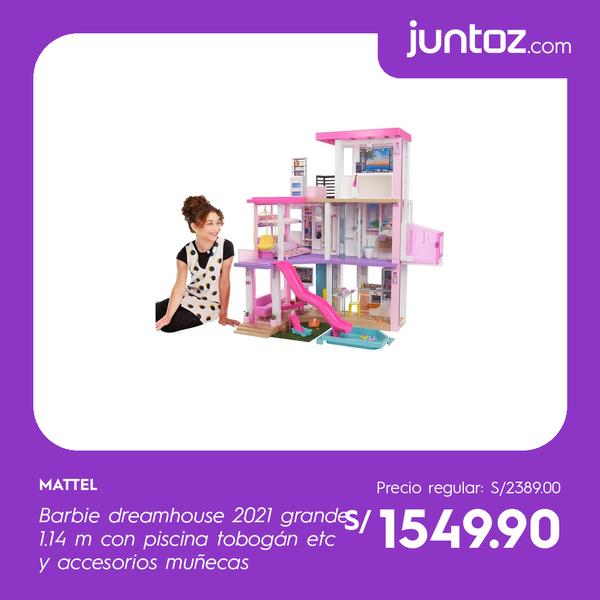 juntoz.com
MATTEL
Barbie dreamhouse 2021 grande
1.14 m con piscina tobogán etc
y accesorios muñecas
Precio regular: S/2389.00
S/1549.90